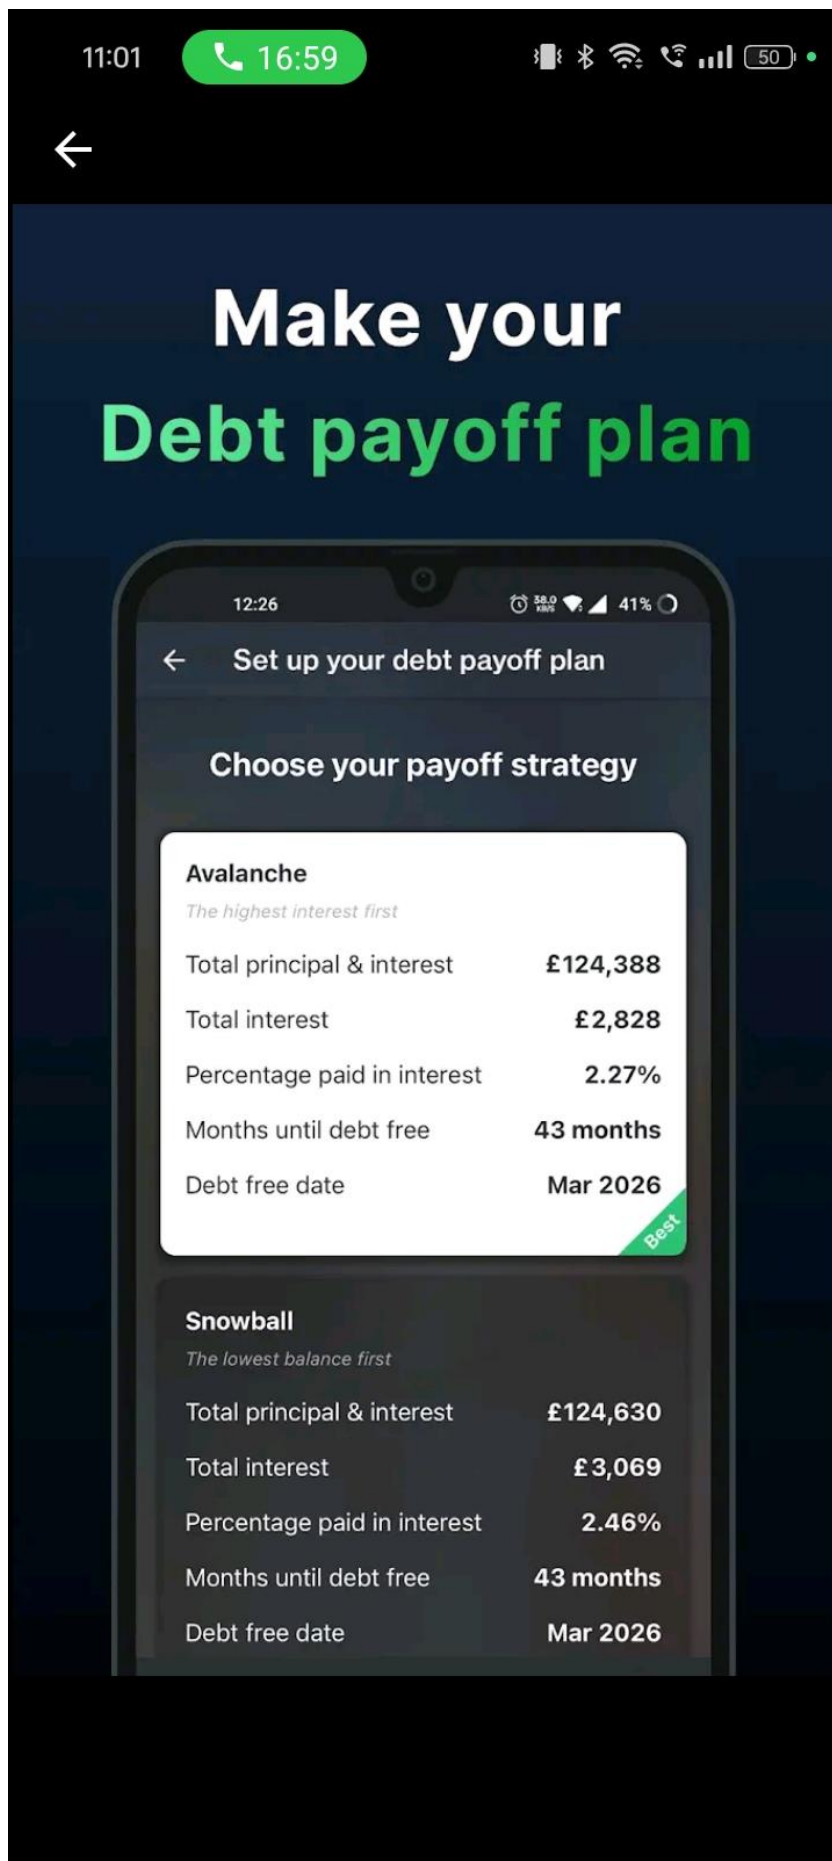 11:01 16:59 50
Make your
Debt payoff plan
12:26 38.0 KB/S 41%
Set up your debt payoff plan
Choose your payoff strategy
Avalanche
The highest interest first
Total principal & interest £124,388
Total interest £2,828
Percentage paid in interest 2.27%
Months until debt free 43 months
Debt free date Mar 2026
Best
Snowball
The lowest balance first
Total principal & interest £124,630
Total interest £3,069
Percentage paid in interest 2.46%
Months until debt free 43 months
Debt free date Mar 2026